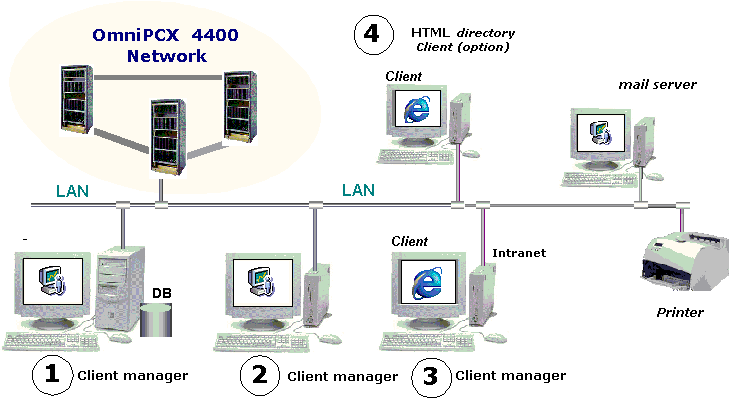 OmniPCX 4400
Network
4
HTML directory
Client (option)
Client
mail server
LAN
LAN
-
Client
Intranet
DB
Printer
1 Client manager
2 Client manager
3 Client manager